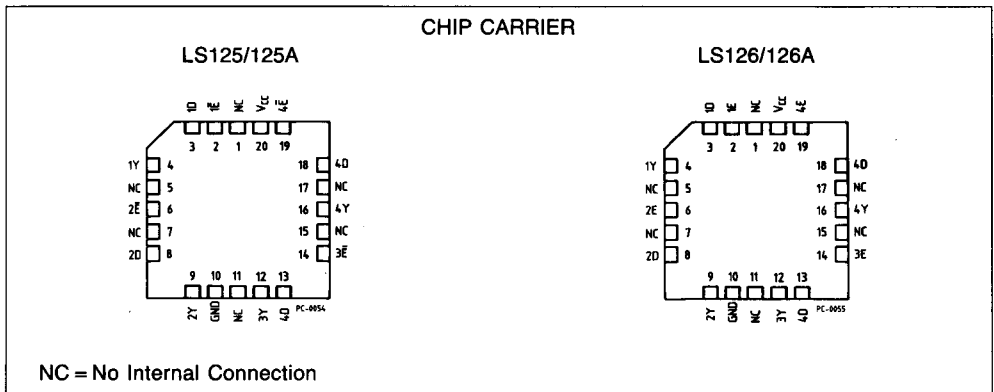 CHIP CARRIER
LS125/125A
LS126/126A
1D 1E̅ NC VCC 4E̅
3 2 1 20 19
1Y 4 18 4D
NC 5 17 NC
2E̅ 6 16 4Y
NC 7 15 NC
2D 8 14 3E̅
9 10 11 12 13
PC-0054
2Y GND NC 3Y 4D
1D 1E NC VCC 4E
3 2 1 20 19
1Y 4 18 4D
NC 5 17 NC
2E 6 16 4Y
NC 7 15 NC
2D 8 14 3E
9 10 11 12 13
PC-0055
2Y GND NC 3Y 4D
NC = No Internal Connection